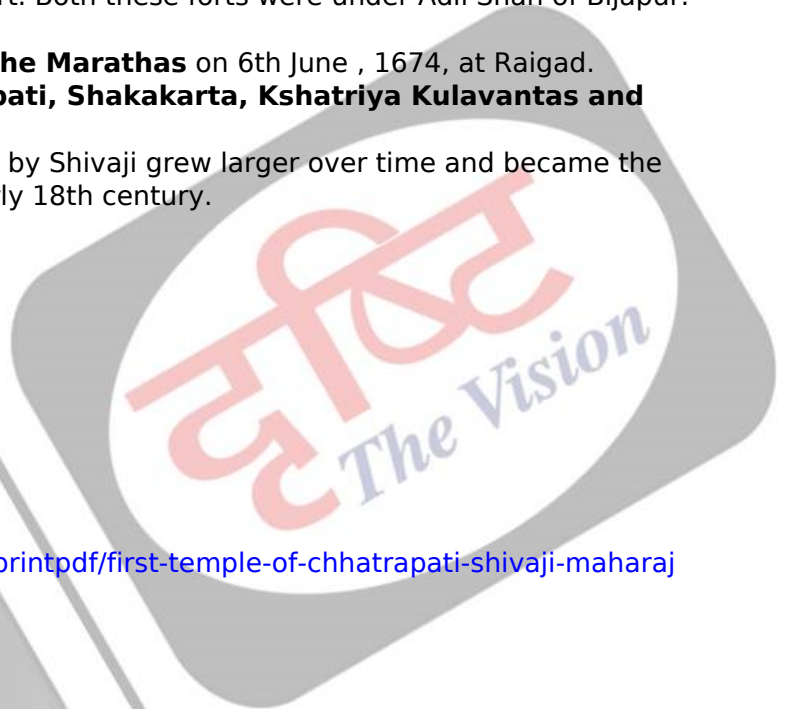 rt. Both these forts were under Adil Shah of Bijapur.
he Marathas on 6th June , 1674, at Raigad.
pati, Shakakarta, Kshatriya Kulavantas and
by Shivaji grew larger over time and became the
rly 18th century.
दृष्टि
The Vision
printpdf/first-temple-of-chhatrapati-shivaji-maharaj